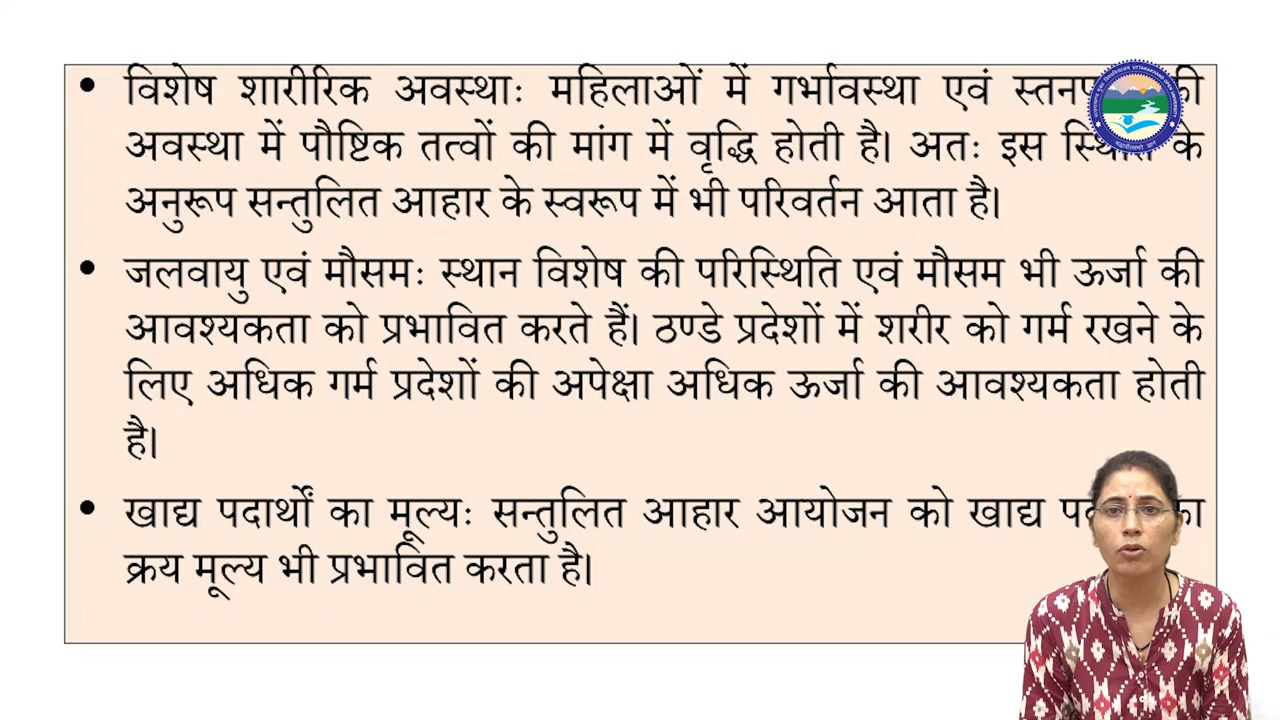 • विशेष शारीरिक अवस्थाः महिलाओं में गर्भावस्था एवं की
अवस्था में पौष्टिक तत्वों की मांग में वृद्धि होती है। अतः इस के
अनुरूप सन्तुलित आहार के स्वरूप में भी परिवर्तन आता है।
• जलवायु एवं मौसमः स्थान विशेष की परिस्थिति एवं मौसम भी ऊर्जा की
आवश्यकता को प्रभावित करते हैं। ठण्डे प्रदेशों में शरीर को गर्म रखने के
लिए अधिक गर्म प्रदेशों की अपेक्षा अधिक ऊर्जा की आवश्यकता होती
है।
• खाद्य पदार्थों का मूल्यः सन्तुलित आहार आयोजन को खाद्य का
क्रय मूल्य भी प्रभावित करता है।